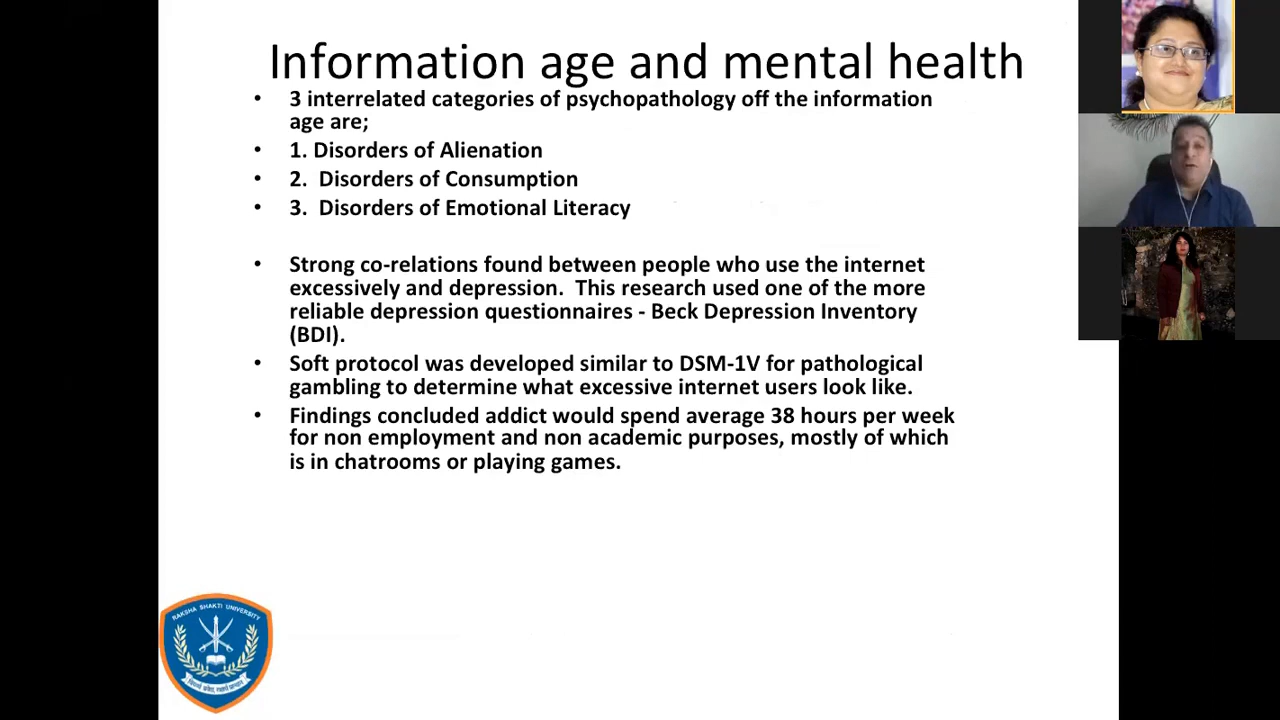 Information age and mental health
• 3 interrelated categories of psychopathology off the information
age are;
• 1. Disorders of Alienation
• 2. Disorders of Consumption
• 3. Disorders of Emotional Literacy
• Strong co-relations found between people who use the internet
excessively and depression. This research used one of the more
reliable depression questionnaires - Beck Depression Inventory
(BDI).
• Soft protocol was developed similar to DSM-1V for pathological
gambling to determine what excessive internet users look like.
• Findings concluded addict would spend average 38 hours per week
for non employment and non academic purposes, mostly of which
is in chatrooms or playing games.
RAKSHA SHAKTI UNIVERSITY